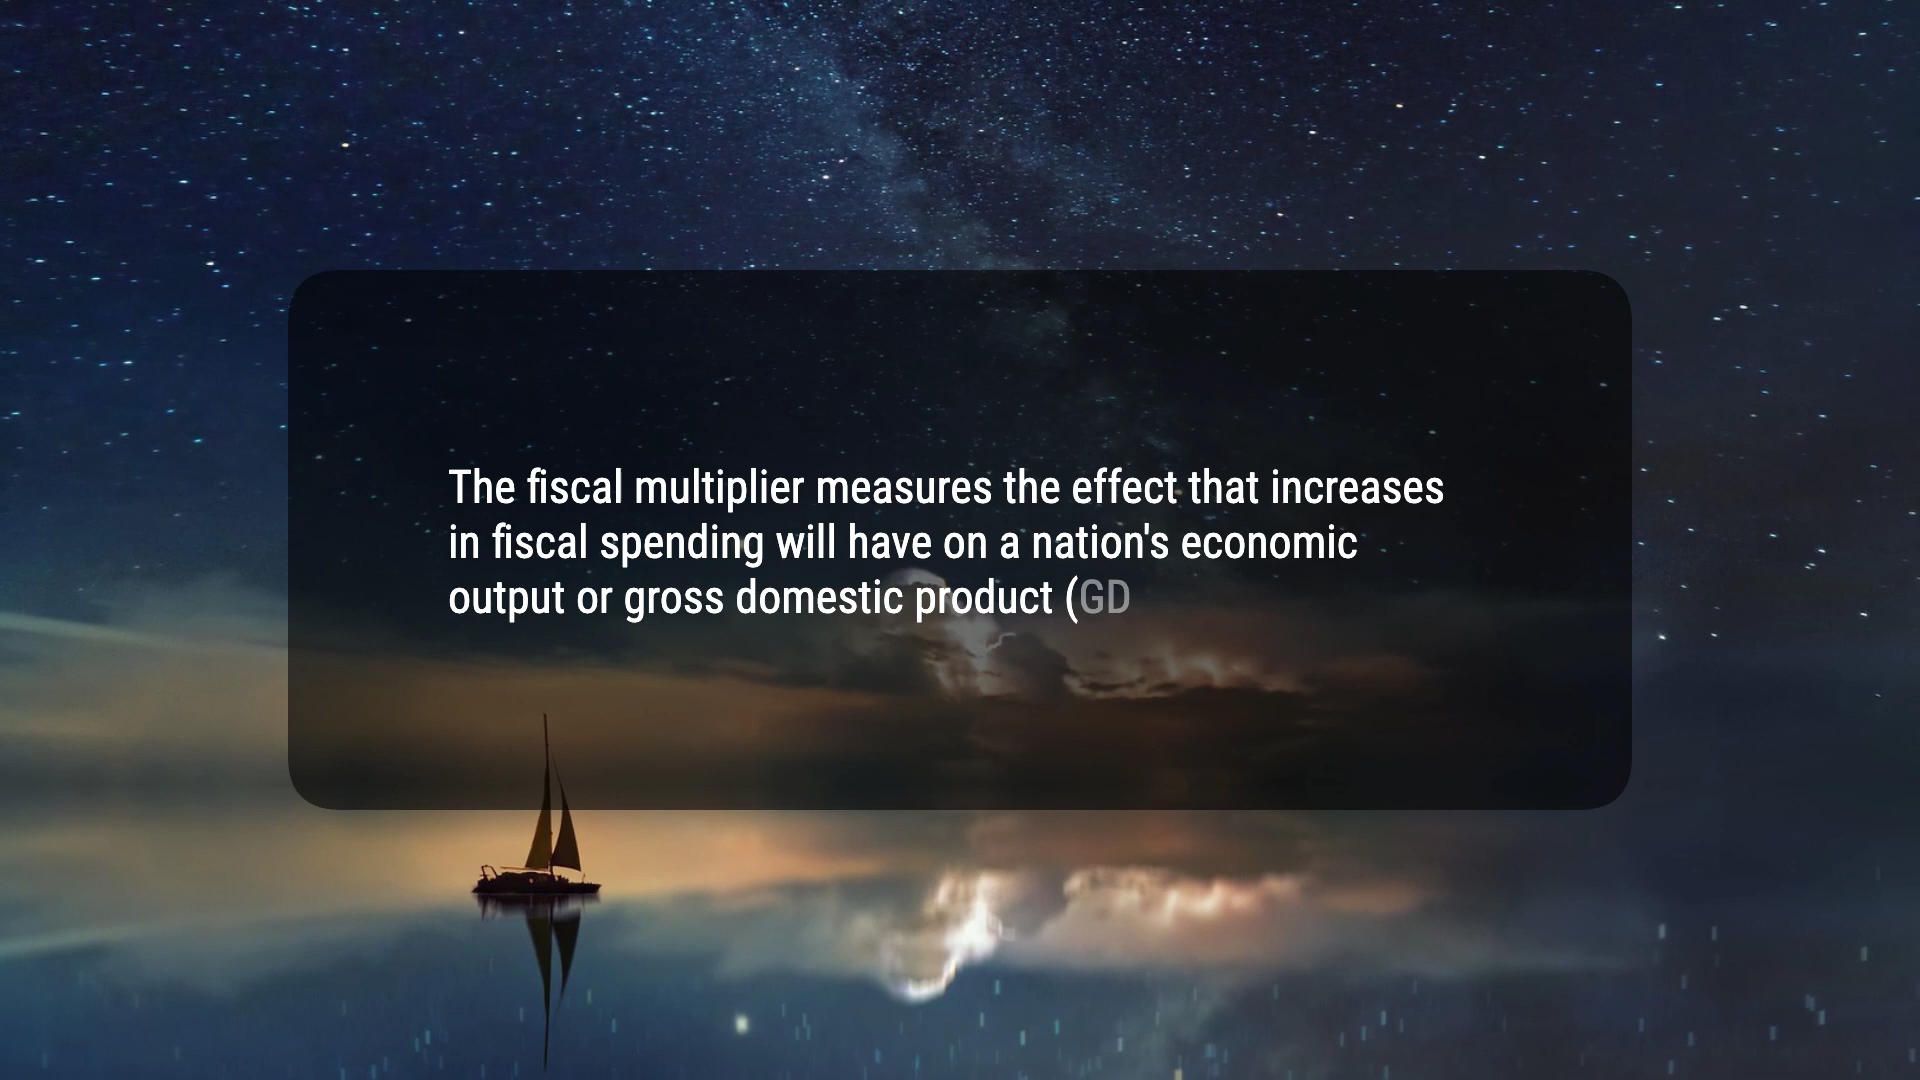 The fiscal multiplier measures the effect that increases
in fiscal spending will have on a nation's economic
output or gross domestic product (GD